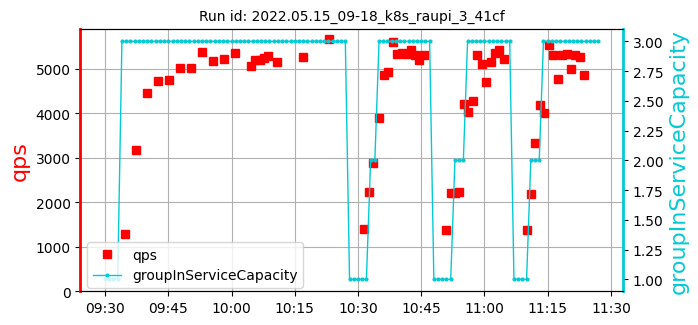 Run id: 2022.05.15_09-18_k8s_raupi_3_41cf
qps
5000
4000
3000
2000
1000
0
3.00
2.75
2.50
2.25
2.00
1.75
1.50
1.25
1.00
groupInServiceCapacity
qps
groupInServiceCapacity
09:30 09:45 10:00 10:15 10:30 10:45 11:00 11:15 11:30